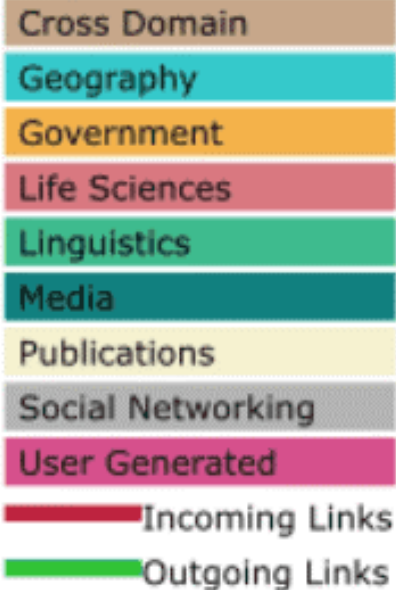 Cross Domain
Geography
Government
Life Sciences
Linguistics
Media
Publications
Social Networking
User Generated
Incoming Links
Outgoing Links